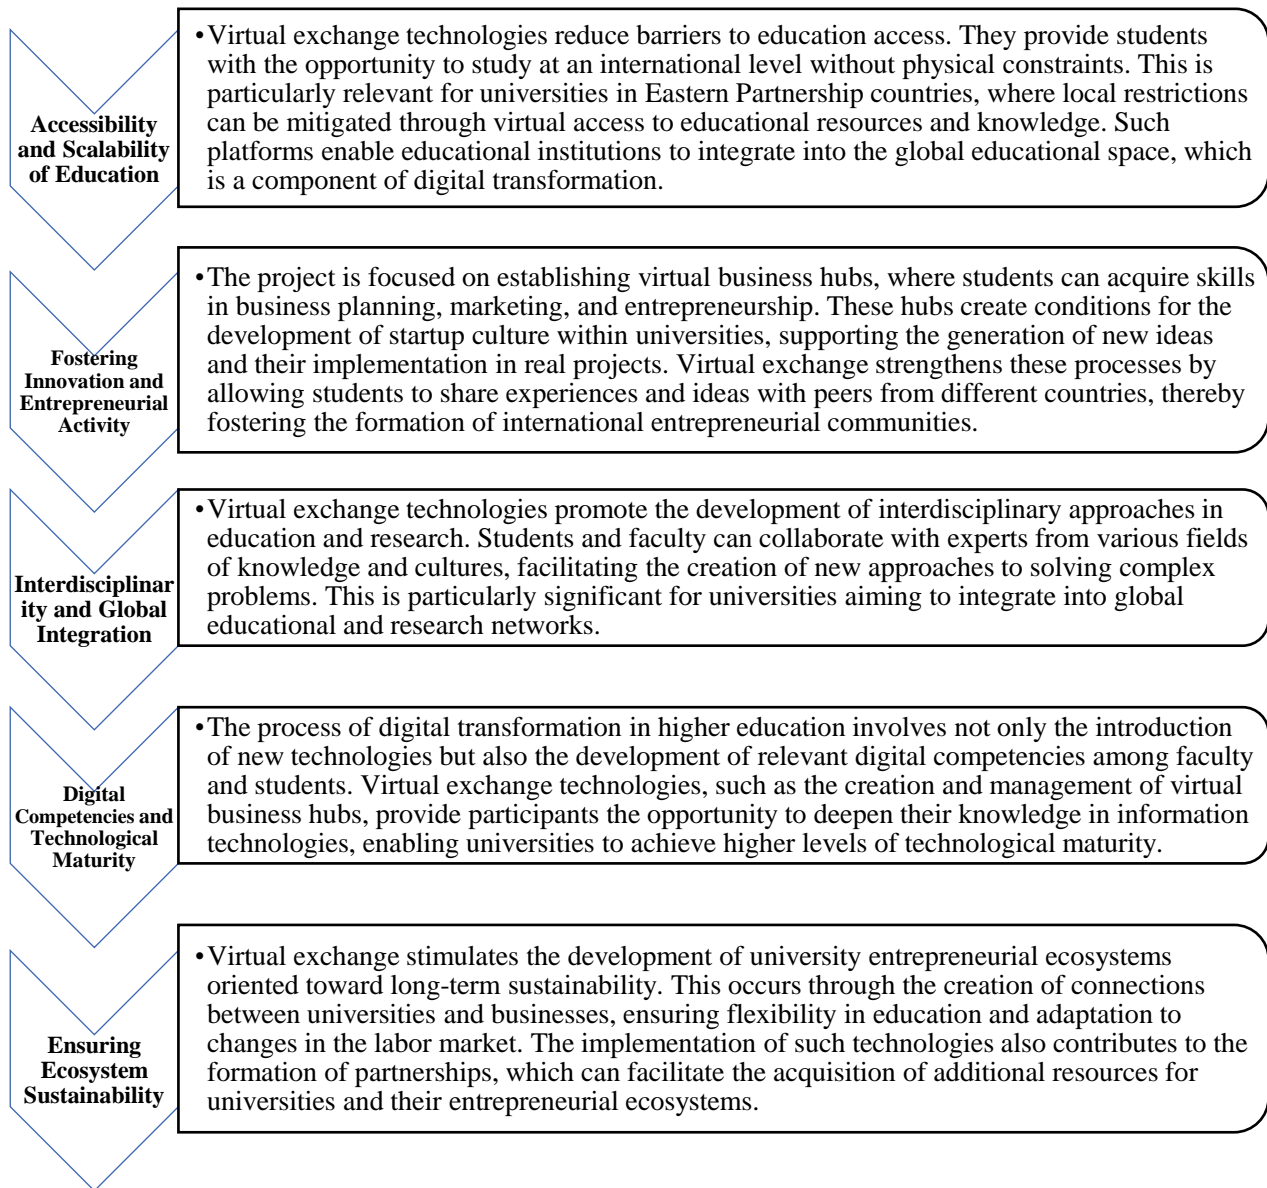 Accessibility
and Scalability
of Education
•Virtual exchange technologies reduce barriers to education access. They provide students
with the opportunity to study at an international level without physical constraints. This is
particularly relevant for universities in Eastern Partnership countries, where local restrictions
can be mitigated through virtual access to educational resources and knowledge. Such
platforms enable educational institutions to integrate into the global educational space, which
is a component of digital transformation.
Fostering
Innovation and
Entrepreneurial
Activity
•The project is focused on establishing virtual business hubs, where students can acquire skills
in business planning, marketing, and entrepreneurship. These hubs create conditions for the
development of startup culture within universities, supporting the generation of new ideas
and their implementation in real projects. Virtual exchange strengthens these processes by
allowing students to share experiences and ideas with peers from different countries, thereby
fostering the formation of international entrepreneurial communities.
Interdisciplinar
ity and Global
Integration
•Virtual exchange technologies promote the development of interdisciplinary approaches in
education and research. Students and faculty can collaborate with experts from various fields
of knowledge and cultures, facilitating the creation of new approaches to solving complex
problems. This is particularly significant for universities aiming to integrate into global
educational and research networks.
Digital
Competencies and
Technological
Maturity
•The process of digital transformation in higher education involves not only the introduction
of new technologies but also the development of relevant digital competencies among faculty
and students. Virtual exchange technologies, such as the creation and management of virtual
business hubs, provide participants the opportunity to deepen their knowledge in information
technologies, enabling universities to achieve higher levels of technological maturity.
Ensuring
Ecosystem
Sustainability
•Virtual exchange stimulates the development of university entrepreneurial ecosystems
oriented toward long-term sustainability. This occurs through the creation of connections
between universities and businesses, ensuring flexibility in education and adaptation to
changes in the labor market. The implementation of such technologies also contributes to the
formation of partnerships, which can facilitate the acquisition of additional resources for
universities and their entrepreneurial ecosystems.